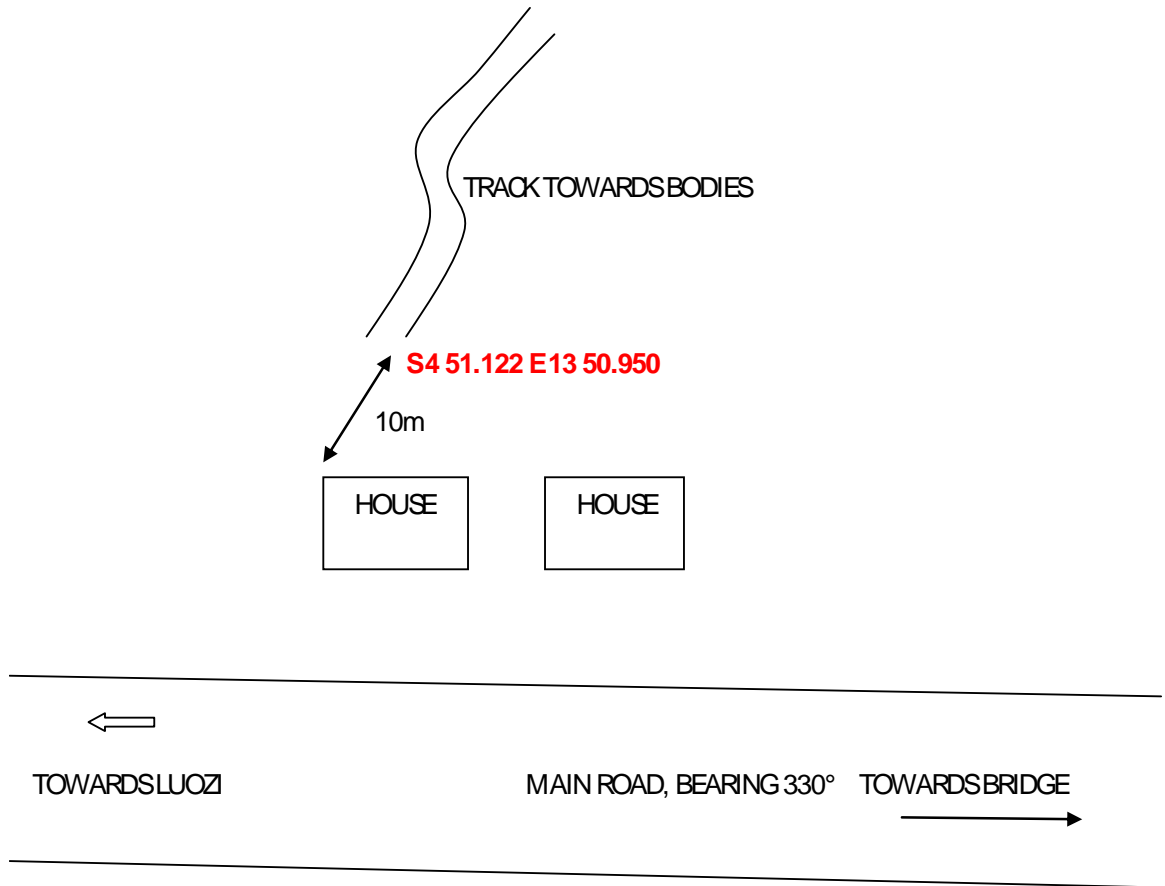 TRACK TOWARDS BODIES
S4 51.122 E13 50.950
10m
HOUSE HOUSE
TOWARDS LUOZI MAIN ROAD, BEARING 330° TOWARDS BRIDGE